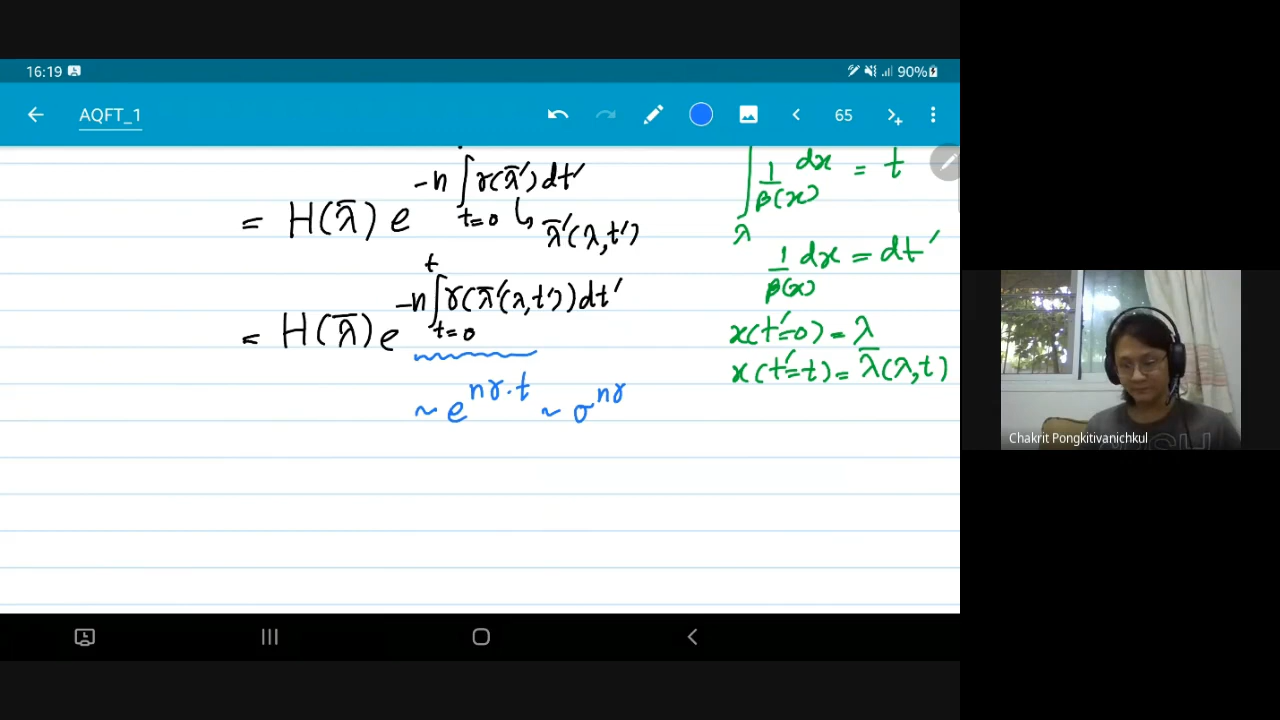 16:19 90%
AQFT_1 65
= H(λ̄) e^{-n ∫_{t=0} γ(λ̄') dt'}
↳ λ̄'(λ,t')
= H(λ̄) e^{-n ∫_{t=0}^{t} γ(λ̄'(λ,t')) dt'}
~ e^{nγ·t} ~ σ^{nγ}
∫_λ 1/β(x) dx = t
1/β(x) dx = dt'
x(t'=0) = λ
x(t'=t) = λ̄(λ,t)
Chakrit Pongkitivanichkul